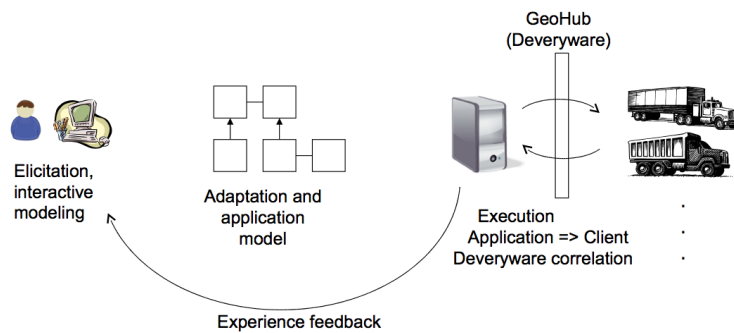 GeoHub
(Deveryware)
Elicitation,
interactive
modeling
Adaptation and
application
model
Execution
Application => Client
Deveryware correlation
Experience feedback